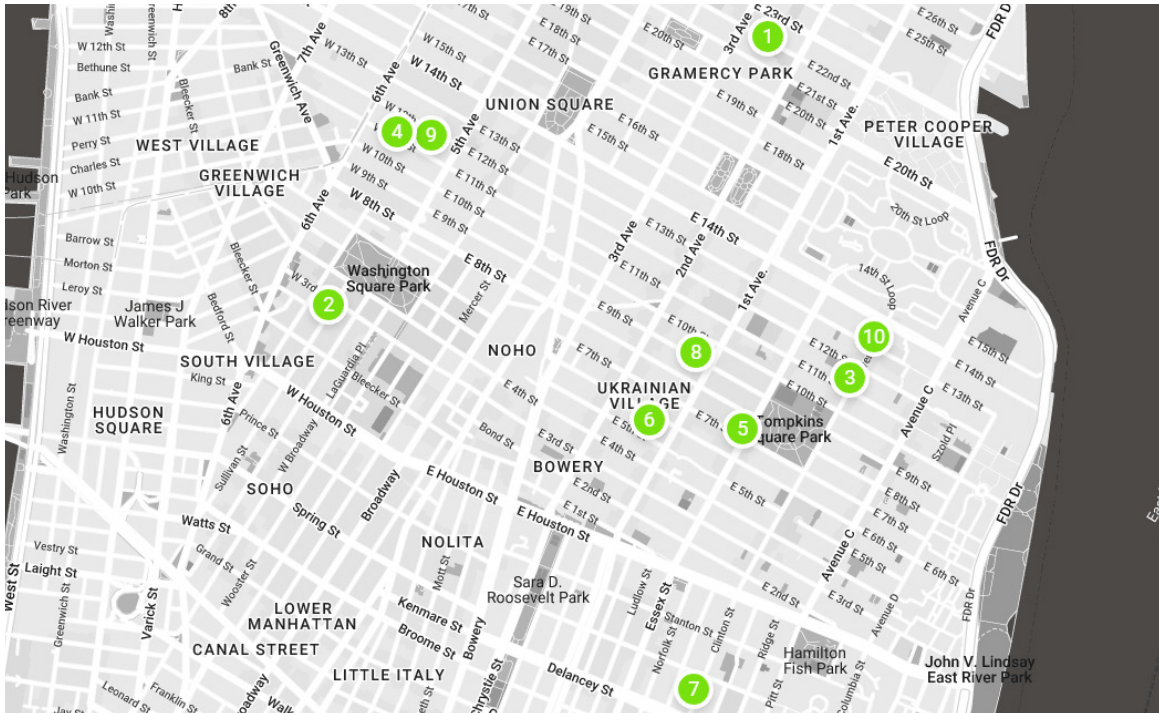 E 23rd St
1
3rd Ave
E 20th St
W 12th St
Bethune St
Greenwich St
Bank St
Bank St
W 11th St
Perry St
Charles St
W 10th St
Bleecker St
Greenwich Ave
7th Ave
W 13th St
6th Ave
W 15th St
W 14th St
E 18th St
E 17th St
E 26th St
E 25th St
FDR Dr
GRAMERCY PARK
E 22nd St
E 21st St
E 20th St
E 19th St
1st Ave.
UNION SQUARE
E 16th St
E 15th St
E 18th St
PETER COOPER
VILLAGE
E 20th St
20th St Loop
WEST VILLAGE
GREENWICH
VILLAGE
4
9
5th Ave
W 10th St
W 9th St
W 8th St
E 13th St
E 12th St
E 11th St
E 10th St
E 9th St
Hudson
Park
6th Ave
Barrow St
Morton St
Leroy St
Bleecker St
Bedford St
Washington
Square Park
E 8th St
Mercer St
3rd Ave
E 13th St
2nd Ave
E 14th St
E 11th St
1st Ave.
14th St Loop
FDR Dr
Avenue C
James J
Walker Park
W 3rd
2
E 9th St
E 10th St
8
10
E 12th St
E 11th
3
E 10th St
E 15th St
E 14th St
E 13th St
W Houston St
SOUTH VILLAGE
King St
LaGuardia Pl
Bleecker St
NOHO
E 7th St
E 4th St
UKRAINIAN
VILLAGE
6
E 5th
E 4th St
E 7th
5
Tompkins
Square Park
Avenue C
Szold Pl
HUDSON
SQUARE
Washington St
6th Ave
Prince St
Sullivan St
W Broadway
W Houston St
Bond St
E 3rd St
BOWERY
E 2nd St
E 1st St
E 5th St
E 9th St
E 8th St
E 7th St
E 6th St
E 5th St
E 6th St
FDR Dr
SOHO
Spring St
Broadway
E Houston St
E Houston St
Watts St
Vestry St
Laight St
Grand St
Wooster St
NOLITA
Mott St
Sara D.
Roosevelt Park
Ludlow St
Essex St
E 2nd St
Avenue C
E 3rd St
Avenue D
FDR Dr
West St
Greenwich St
Varick St
LOWER
MANHATTAN
CANAL STREET
Kenmare St
Broome St
Bowery
Stanton St
Norfolk St
Clinton St
Ridge St
Hamilton
Fish Park
John V. Lindsay
East River Park
LITTLE ITALY
Delancey St
7
Pitt St
Columbia St
Chrystie St
Broadway
Franklin St
Leonard St